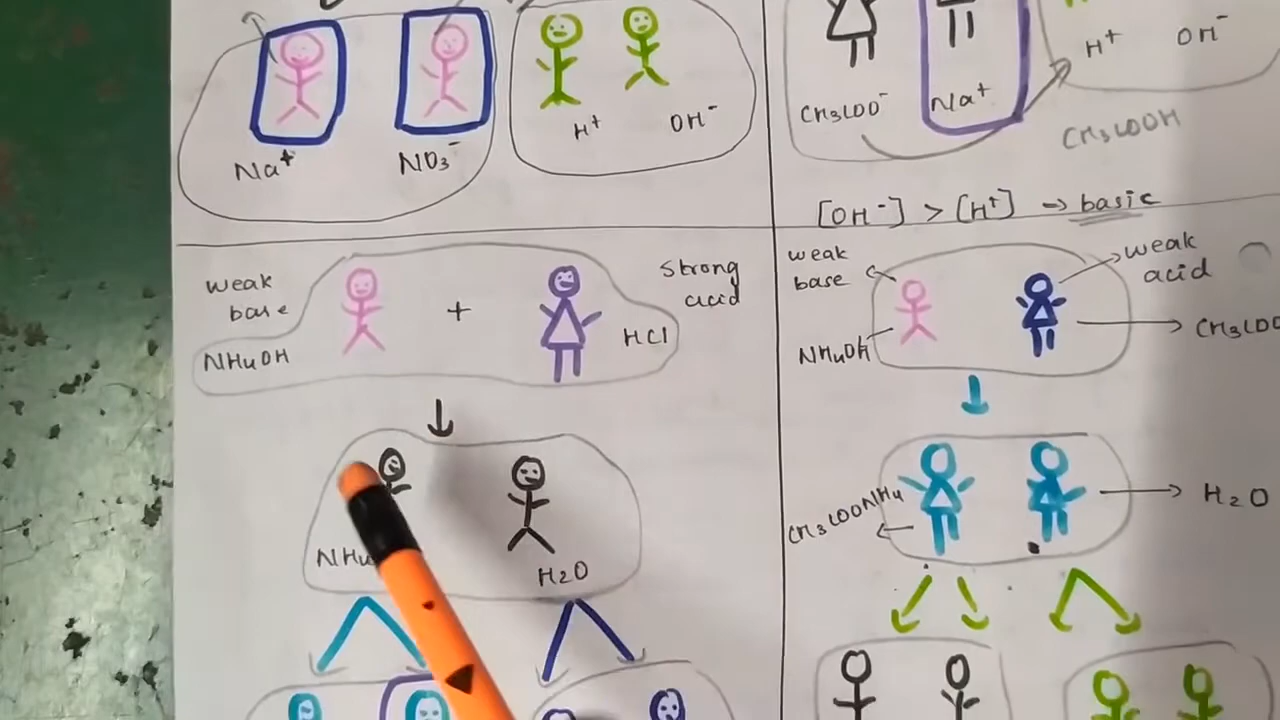 Na+
NO3-
H+
OH-
CH3COO-
Na+
H+
OH-
CH3COOH
[OH-] > [H+] → basic
weak
base
NH4OH
+
Strong
acid
HCl
H2O
weak
base
NH4OH
weak
acid
CH3COO
CH3COONH4
H2O